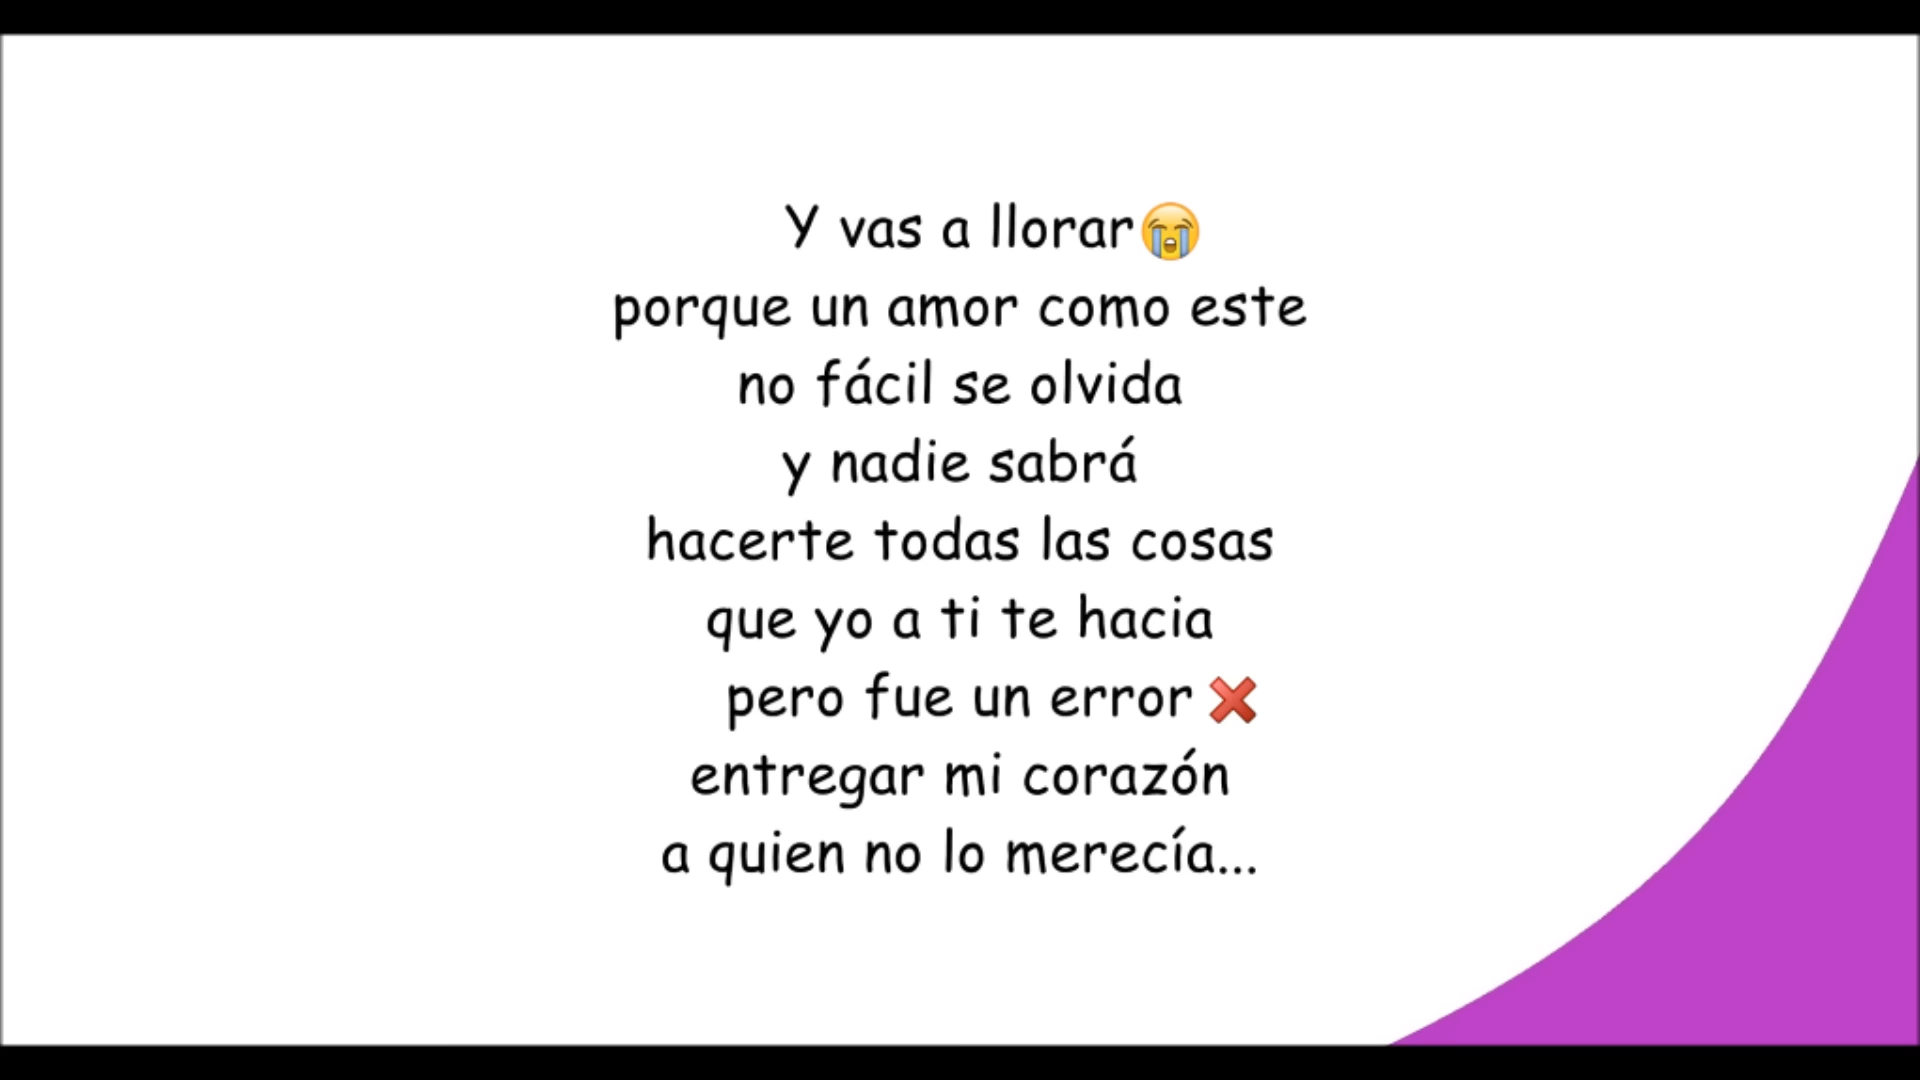 Y vas a llorar😭
porque un amor como este
no fácil se olvida
y nadie sabrá
hacerte todas las cosas
que yo a ti te hacia
pero fue un error ❌
entregar mi corazón
a quien no lo merecía...